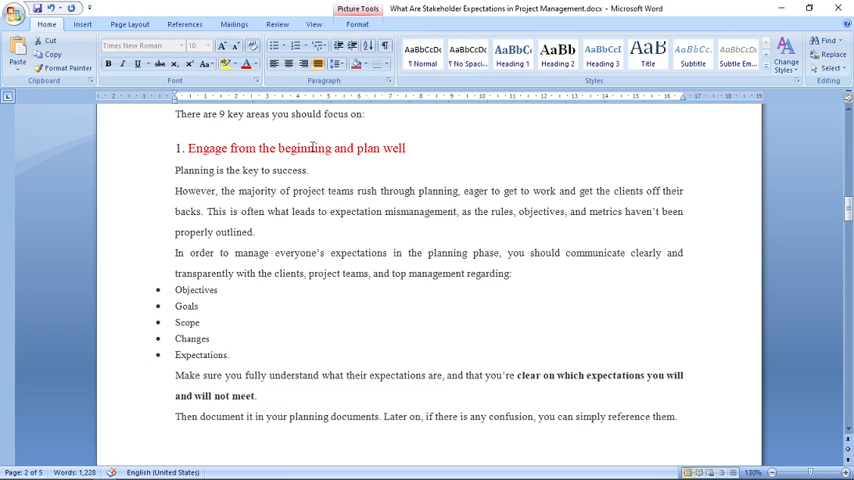 Picture Tools
What Are Stakeholder Expectations in Project Management.docx - Microsoft Word
Home Insert Page Layout References Mailings Review View Format
Paste
Cut
Copy
Format Painter
Clipboard
Times New Roman 10
Font
Paragraph
AaBbCcDc AaBbCcDc AaBbC AaBb AaBbCcI AaB AaBbCcI AaBbCcDc
¶ Normal ¶ No Spaci... Heading 1 Heading 2 Heading 3 Title Subtitle Subtle Em...
Styles
Change Styles
Find
Replace
Select
Editing
There are 9 key areas you should focus on:
1. Engage from the beginning and plan well
Planning is the key to success.
However, the majority of project teams rush through planning, eager to get to work and get the clients off their
backs. This is often what leads to expectation mismanagement, as the rules, objectives, and metrics haven’t been
properly outlined.
In order to manage everyone’s expectations in the planning phase, you should communicate clearly and
transparently with the clients, project teams, and top management regarding:
• Objectives
• Goals
• Scope
• Changes
• Expectations.
Make sure you fully understand what their expectations are, and that you’re clear on which expectations you will
and will not meet.
Then document it in your planning documents. Later on, if there is any confusion, you can simply reference them.
Page: 2 of 5 Words: 1,228 English (United States) 130%